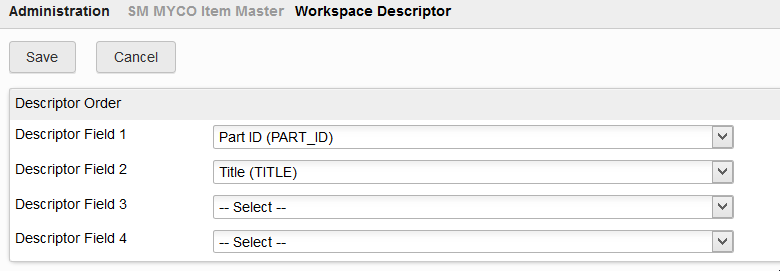 Administration SM MYCO Item Master Workspace Descriptor
Save Cancel
Descriptor Order
Descriptor Field 1 Part ID (PART_ID)
Descriptor Field 2 Title (TITLE)
Descriptor Field 3 -- Select --
Descriptor Field 4 -- Select --